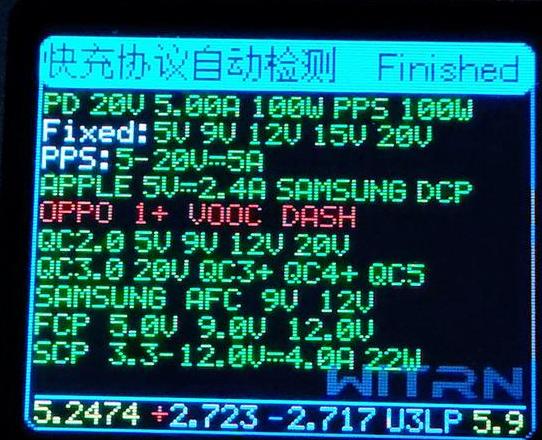 快充协议自动检测 Finished
PD 20V 5.00A 100W PPS 100W
Fixed:5V 9V 12V 15V 20V
PPS:5-20V=5A
APPLE 5V=2.4A SAMSUNG DCP
OPPO 1+ VOOC DASH
QC2.0 5V 9V 12V 20V
QC3.0 20V QC3+ QC4+ QC5
SAMSUNG AFC 9V 12V
FCP 5.0V 9.0V 12.0V
SCP 3.3-12.0V=4.0A 22W
WITRN
5.2474 +2.723 -2.717 U3LP 5.9